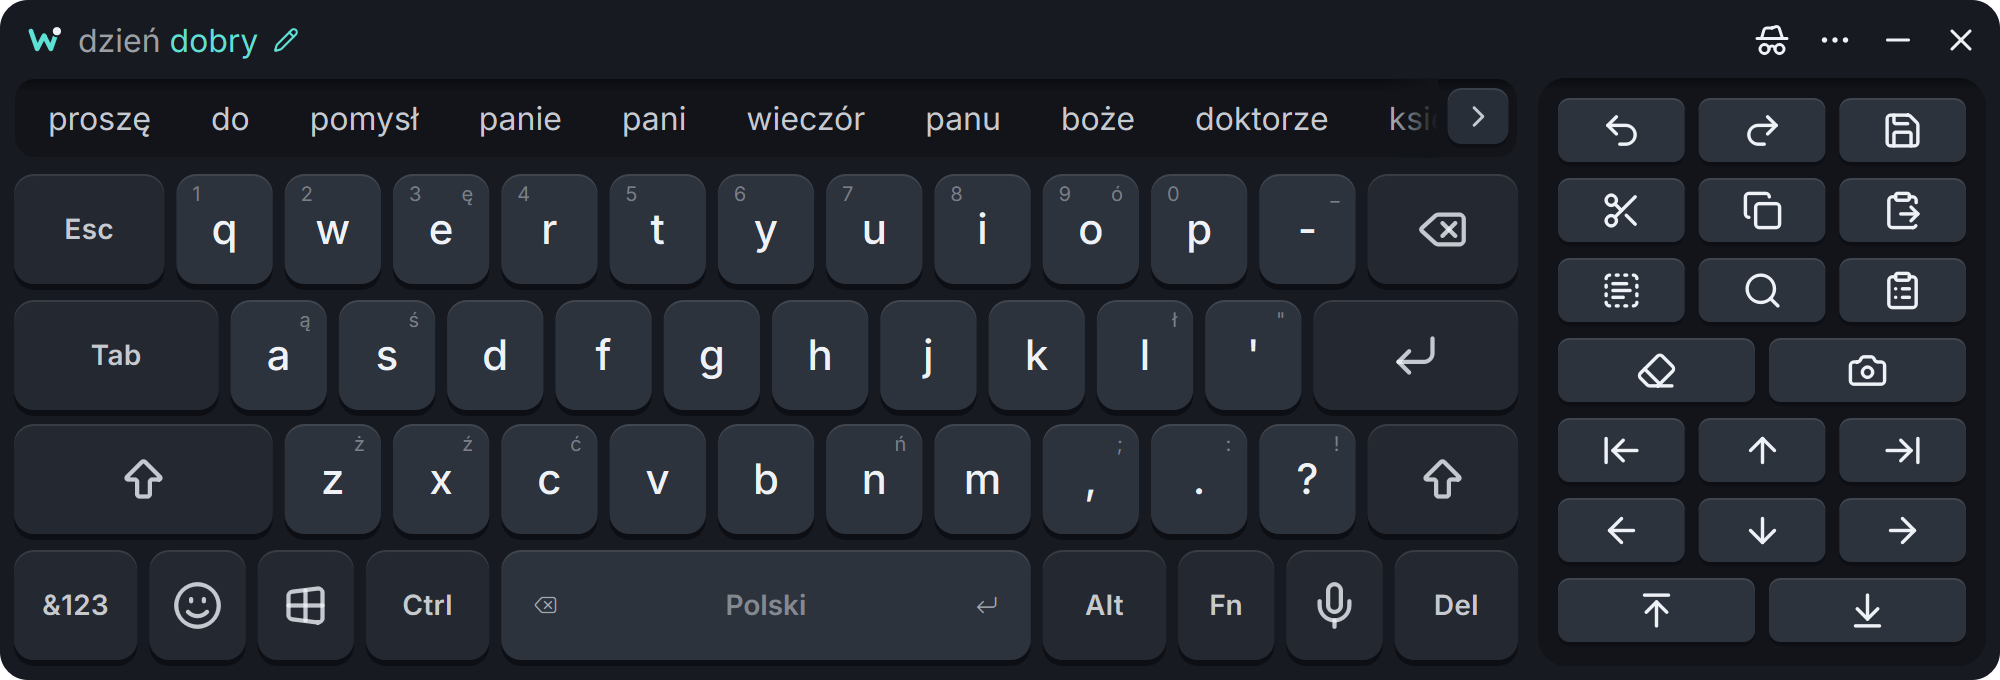 dzień dobry
proszę do pomysł panie pani wieczór panu boże doktorze
Esc 1 q 2 w 3 ę e 4 r 5 t 6 y 7 u 8 i 9 ó o 0 p _ -
Tab ą a ś s d f g h j k ł l " '
ż z ź x ć c v b ń n m ; , : . ! ?
&123 Ctrl Polski Alt Fn Del